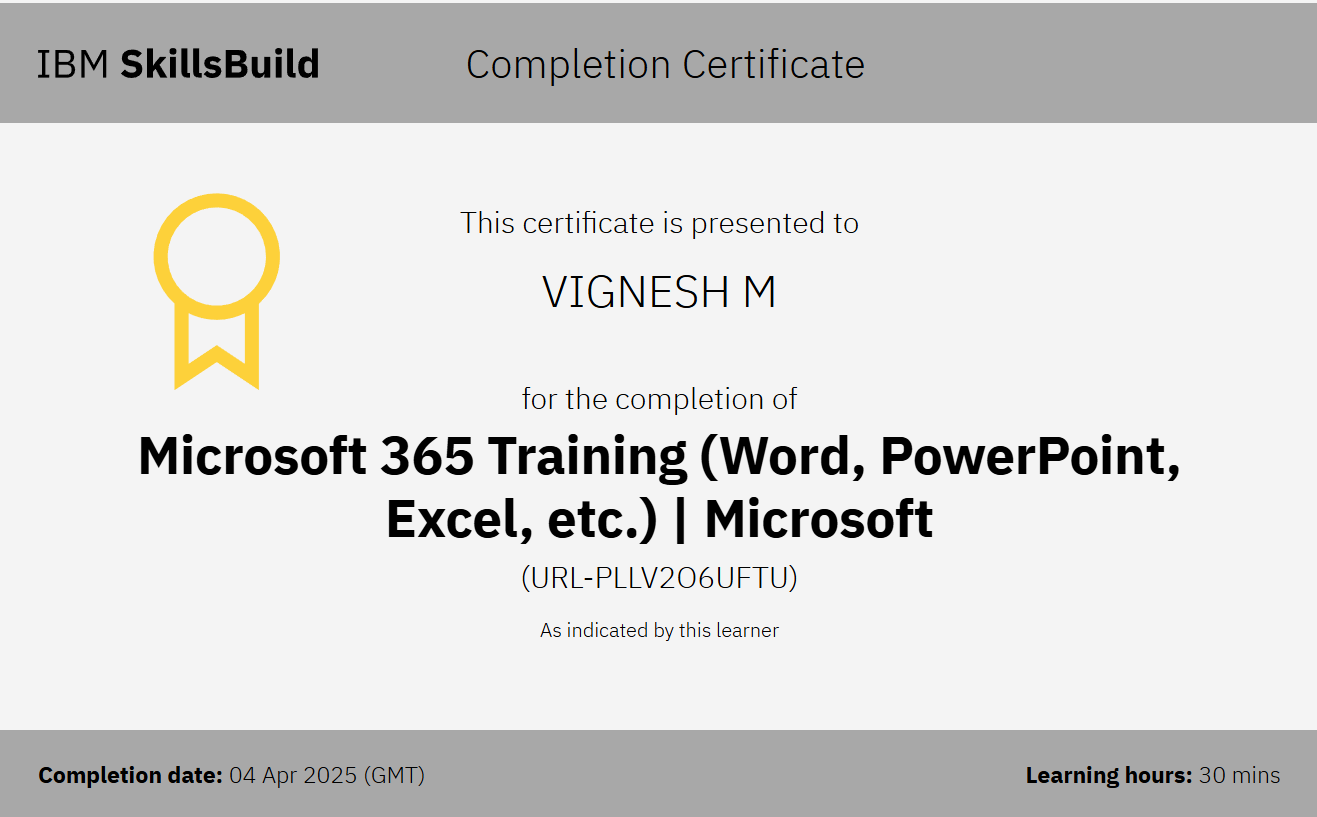 IBM SkillsBuild
Completion Certificate
This certificate is presented to
VIGNESH M
for the completion of
Microsoft 365 Training (Word, PowerPoint,
Excel, etc.) | Microsoft
(URL-PLLV2O6UFTU)
As indicated by this learner
Completion date: 04 Apr 2025 (GMT)
Learning hours: 30 mins